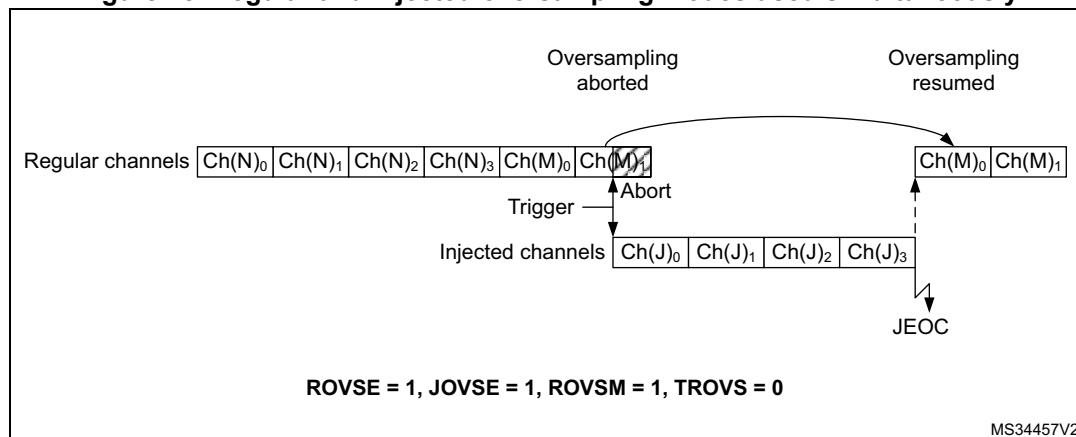 Oversampling aborted
Oversampling resumed
Regular channels Ch(N)₀ Ch(N)₁ Ch(N)₂ Ch(N)₃ Ch(M)₀ Ch(M)₁ Ch(M)₀ Ch(M)₁
Abort
Trigger
Injected channels Ch(J)₀ Ch(J)₁ Ch(J)₂ Ch(J)₃
JEOC
ROVSE = 1, JOVSE = 1, ROVSM = 1, TROVS = 0
MS34457V2